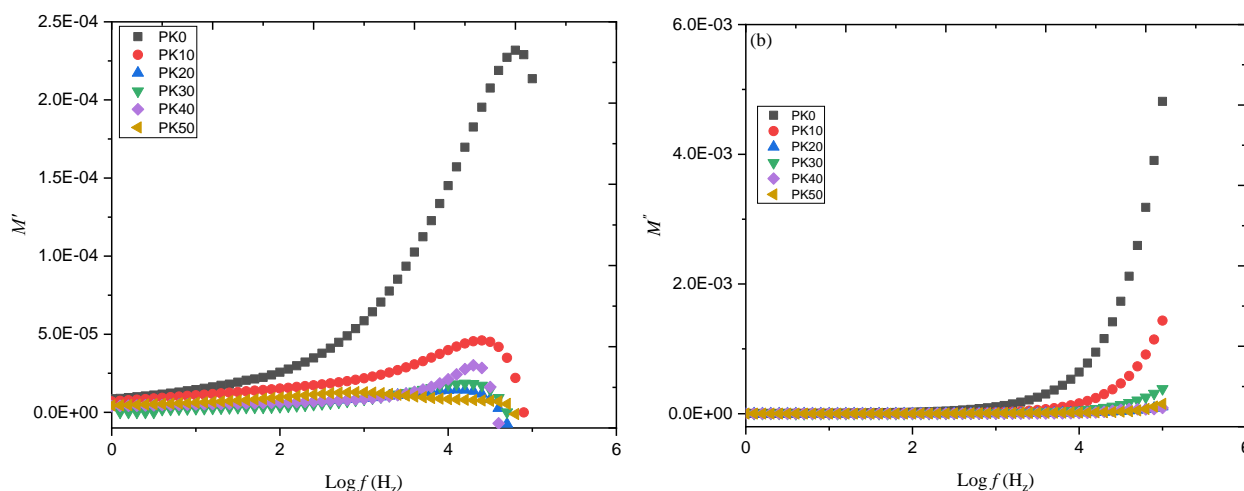 2.5E-04
2.0E-04
1.5E-04
1.0E-04
5.0E-05
0.0E+00
M′
PK0
PK10
PK20
PK30
PK40
PK50
0 2 4 6
Log f (Hz)
(b)
6.0E-03
4.0E-03
2.0E-03
0.0E+00
M″
PK0
PK10
PK20
PK30
PK40
PK50
0 2 4 6
Log f (Hz)